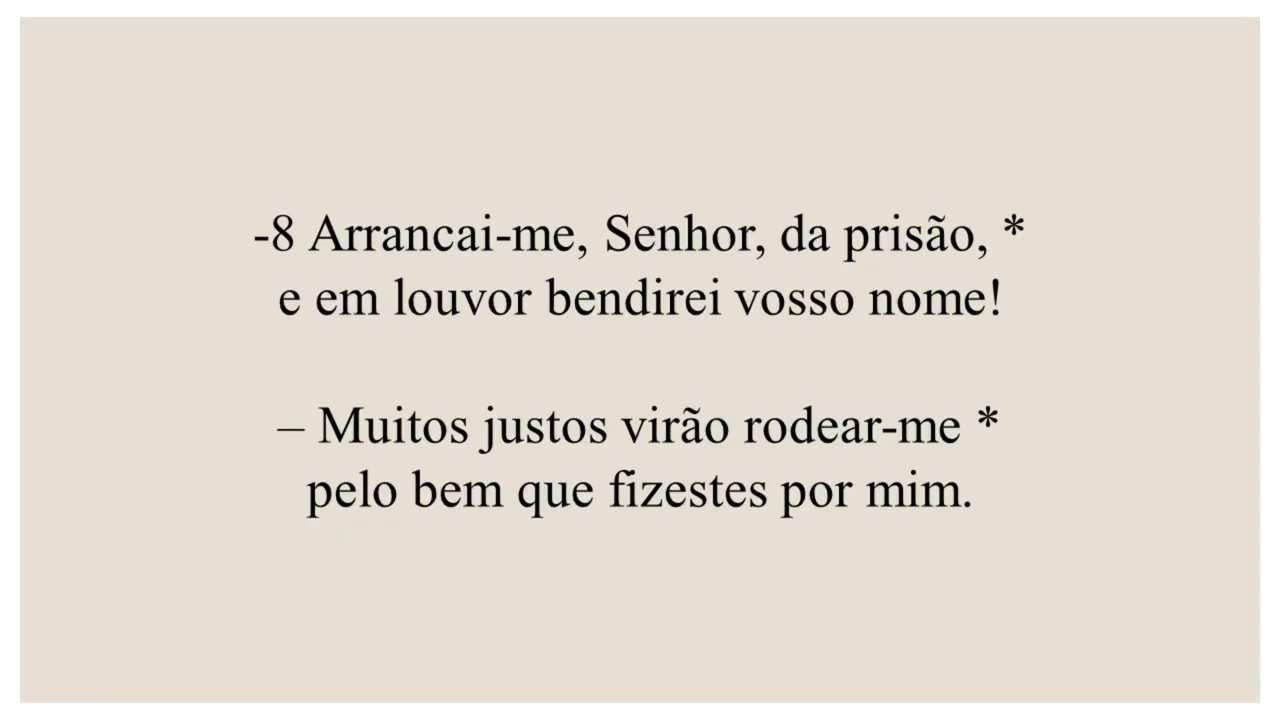 -8 Arrancai-me, Senhor, da prisão, *
e em louvor bendirei vosso nome!
– Muitos justos virão rodear-me *
pelo bem que fizestes por mim.